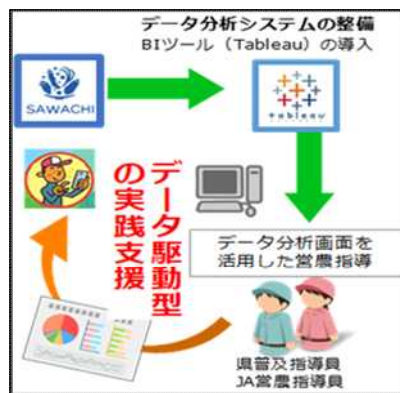 データ分析システムの整備
BIツール（Tableau）の導入
SAWACHI
tableau
データ駆動型
の実践支援
データ分析画面を
活用した営農指導
県普及指導員
JA営農指導員